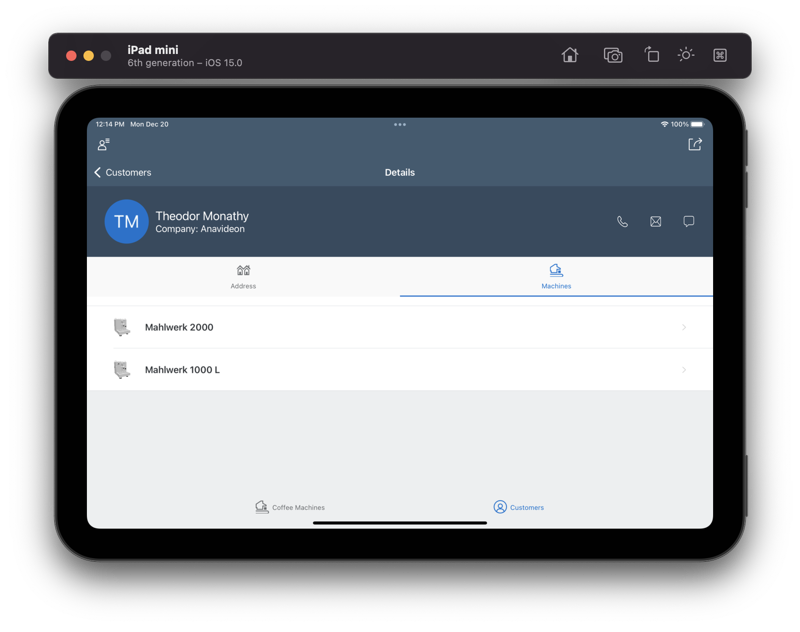 iPad mini
6th generation – iOS 15.0
12:14 PM Mon Dec 20
100%
Customers
Details
TM
Theodor Monathy
Company: Anavideon
Address
Machines
Mahlwerk 2000
Mahlwerk 1000 L
Coffee Machines
Customers